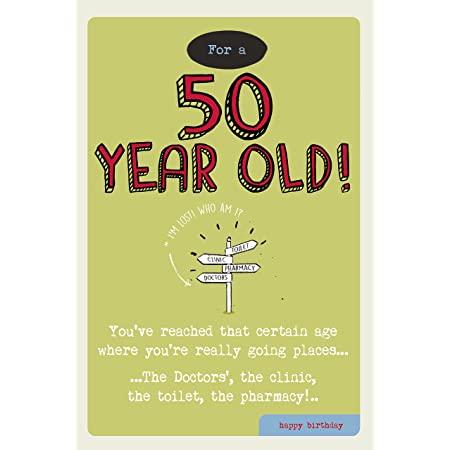 For a
50
YEAR OLD!
"I'M LOST! WHO AM I?
TOILET
CLINIC
PHARMACY
DOCTORS
You've reached that certain age
where you're really going places...
...The Doctors', the clinic,
the toilet, the pharmacy!..
happy birthday